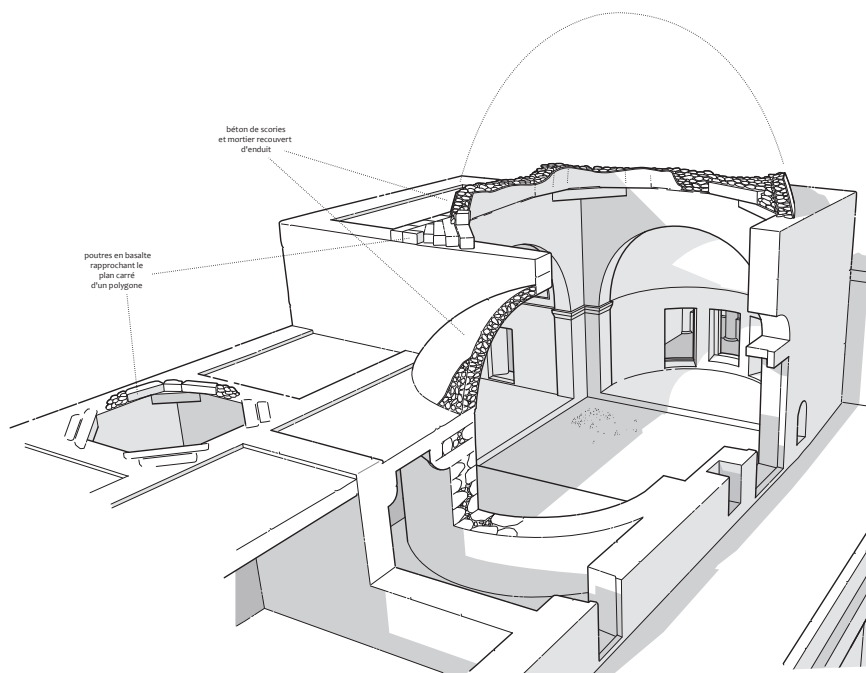 béton de scories
et mortier recouvert
d'enduit
poutres en basalte
rapprochant le
plan carré
d'un polygone